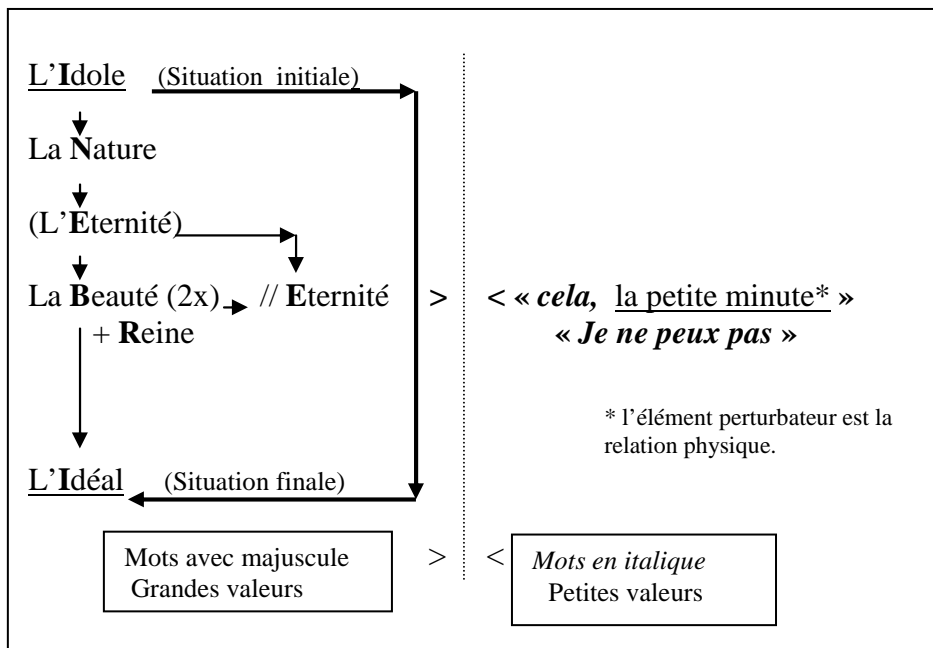 L'Idole (Situation initiale)
La Nature
(L'Eternité)
La Beauté (2x) // Eternité > < « cela, la petite minute* »
+ Reine « Je ne peux pas »
* l'élément perturbateur est la
relation physique.
L'Idéal (Situation finale)
Mots avec majuscule > < Mots en italique
Grandes valeurs Petites valeurs